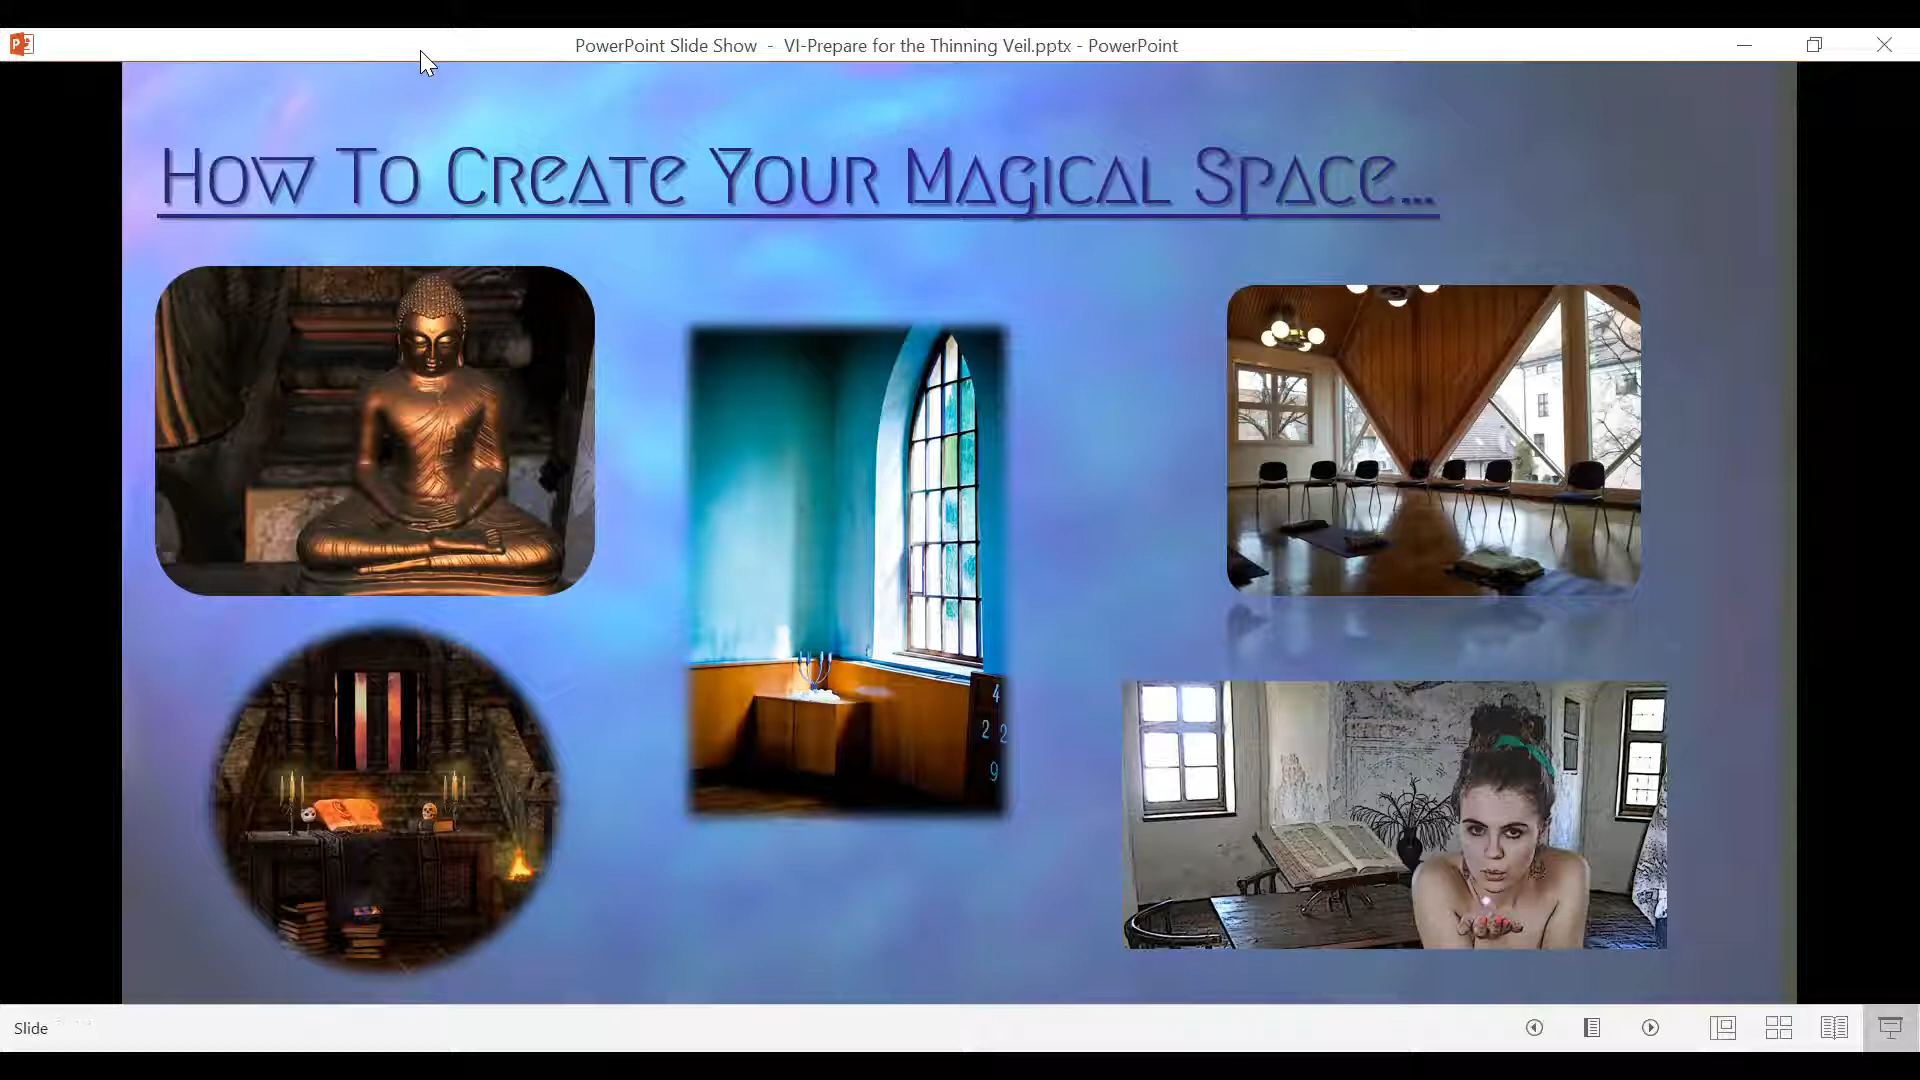 PowerPoint Slide Show - VI-Prepare for the Thinning Veil.pptx - PowerPoint
How To Create Your Magical Space...
4
2 2
9
Slide